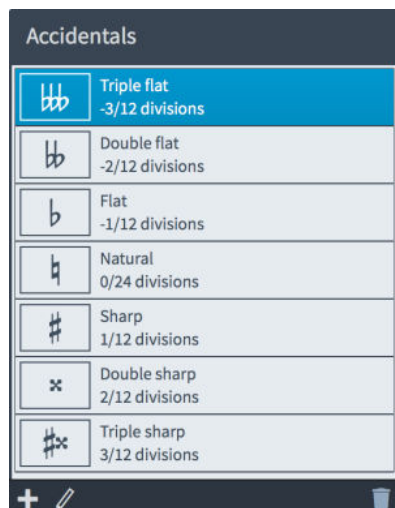 Accidentals
Triple flat
-3/12 divisions
Double flat
-2/12 divisions
Flat
-1/12 divisions
Natural
0/24 divisions
Sharp
1/12 divisions
Double sharp
2/12 divisions
Triple sharp
3/12 divisions